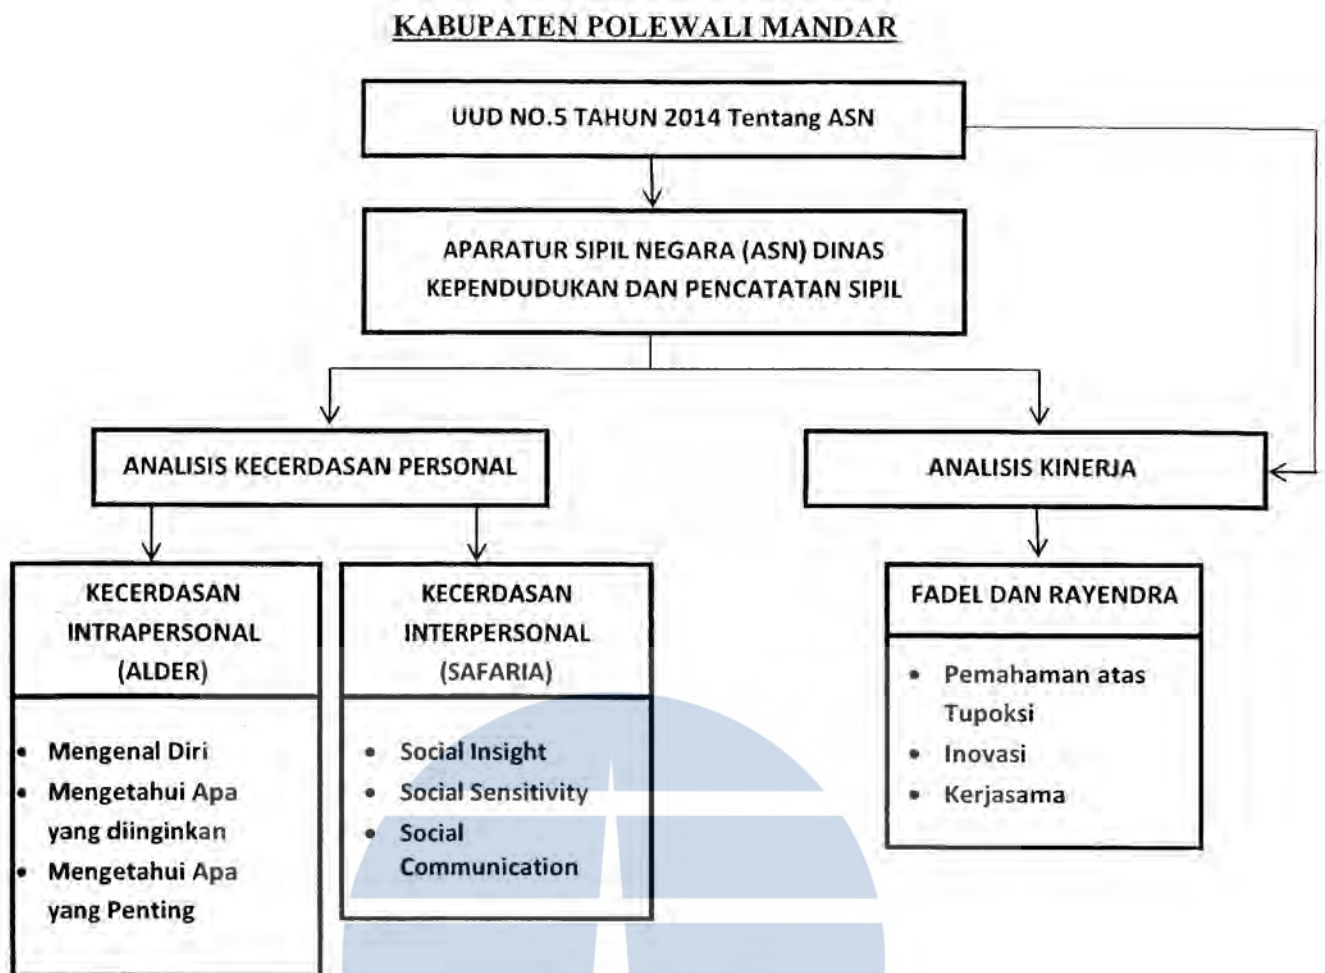 KABUPATEN POLEWALI MANDAR
UUD NO.5 TAHUN 2014 Tentang ASN
APARATUR SIPIL NEGARA (ASN) DINAS
KEPENDUDUKAN DAN PENCATATAN SIPIL
ANALISIS KECERDASAN PERSONAL
ANALISIS KINERJA
KECERDASAN
INTRAPERSONAL
(ALDER)
• Mengenal Diri
• Mengetahui Apa
yang diinginkan
• Mengetahui Apa
yang Penting
KECERDASAN
INTERPERSONAL
(SAFARIA)
• Social Insight
• Social Sensitivity
• Social
Communication
FADEL DAN RAYENDRA
• Pemahaman atas
Tupoksi
• Inovasi
• Kerjasama